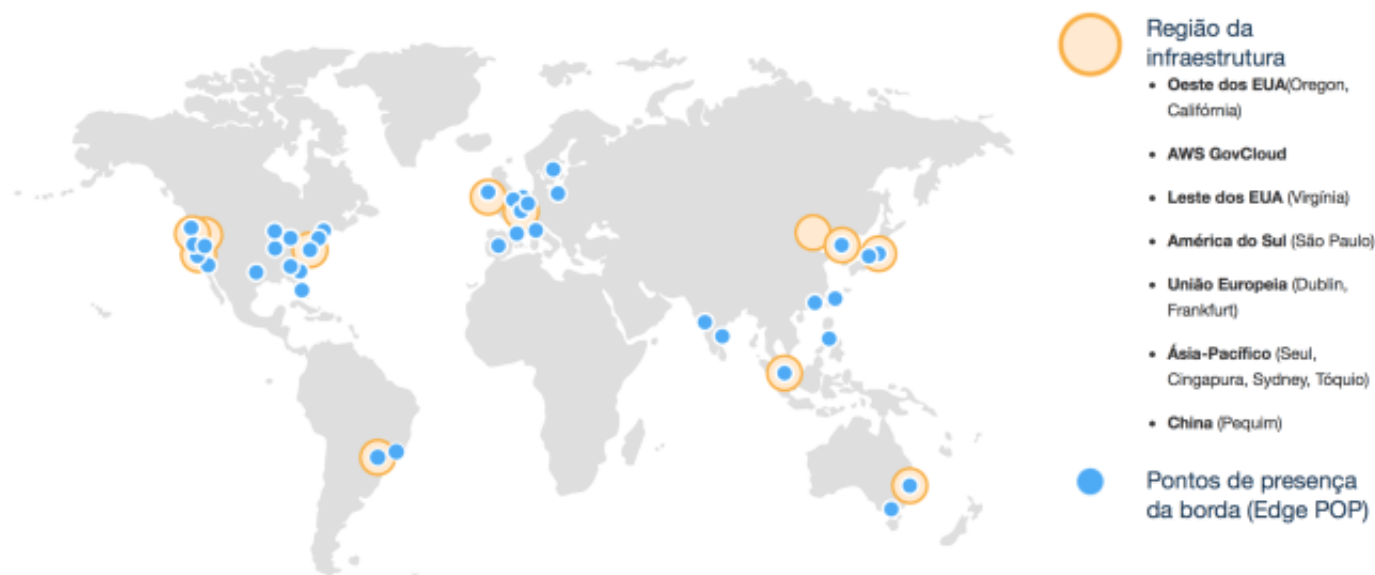 Região da
infraestrutura
• Oeste dos EUA(Oregon,
Califórnia)
• AWS GovCloud
• Leste dos EUA (Virgínia)
• América do Sul (São Paulo)
• União Europeia (Dublin,
Frankfurt)
• Ásia-Pacífico (Seul,
Cingapura, Sydney, Tóquio)
• China (Pequim)
Pontos de presença
da borda (Edge POP)